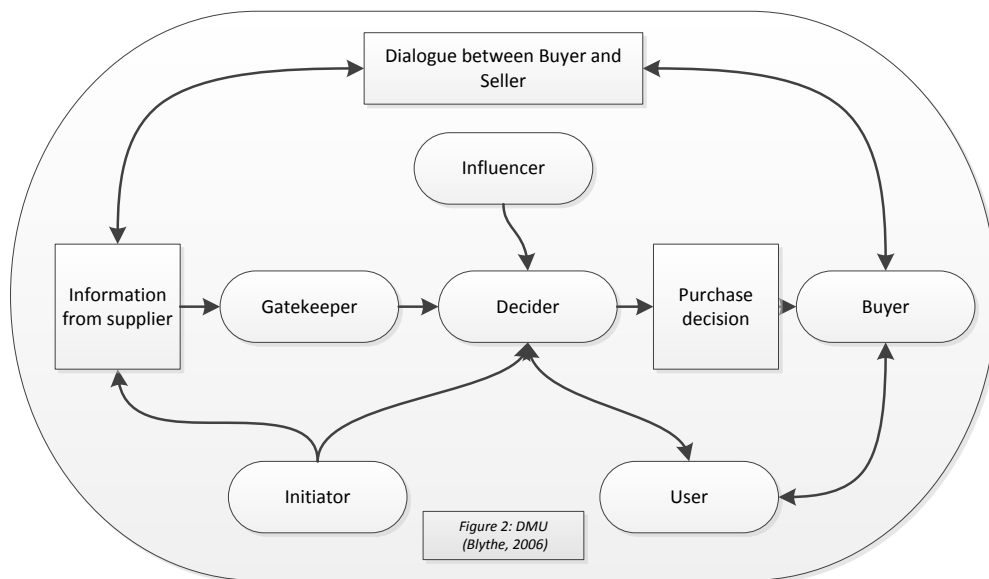 Dialogue between Buyer and
Seller
Influencer
Information
from supplier
Gatekeeper
Decider
Purchase
decision
Buyer
Initiator
User
Figure 2: DMU
(Blythe, 2006)